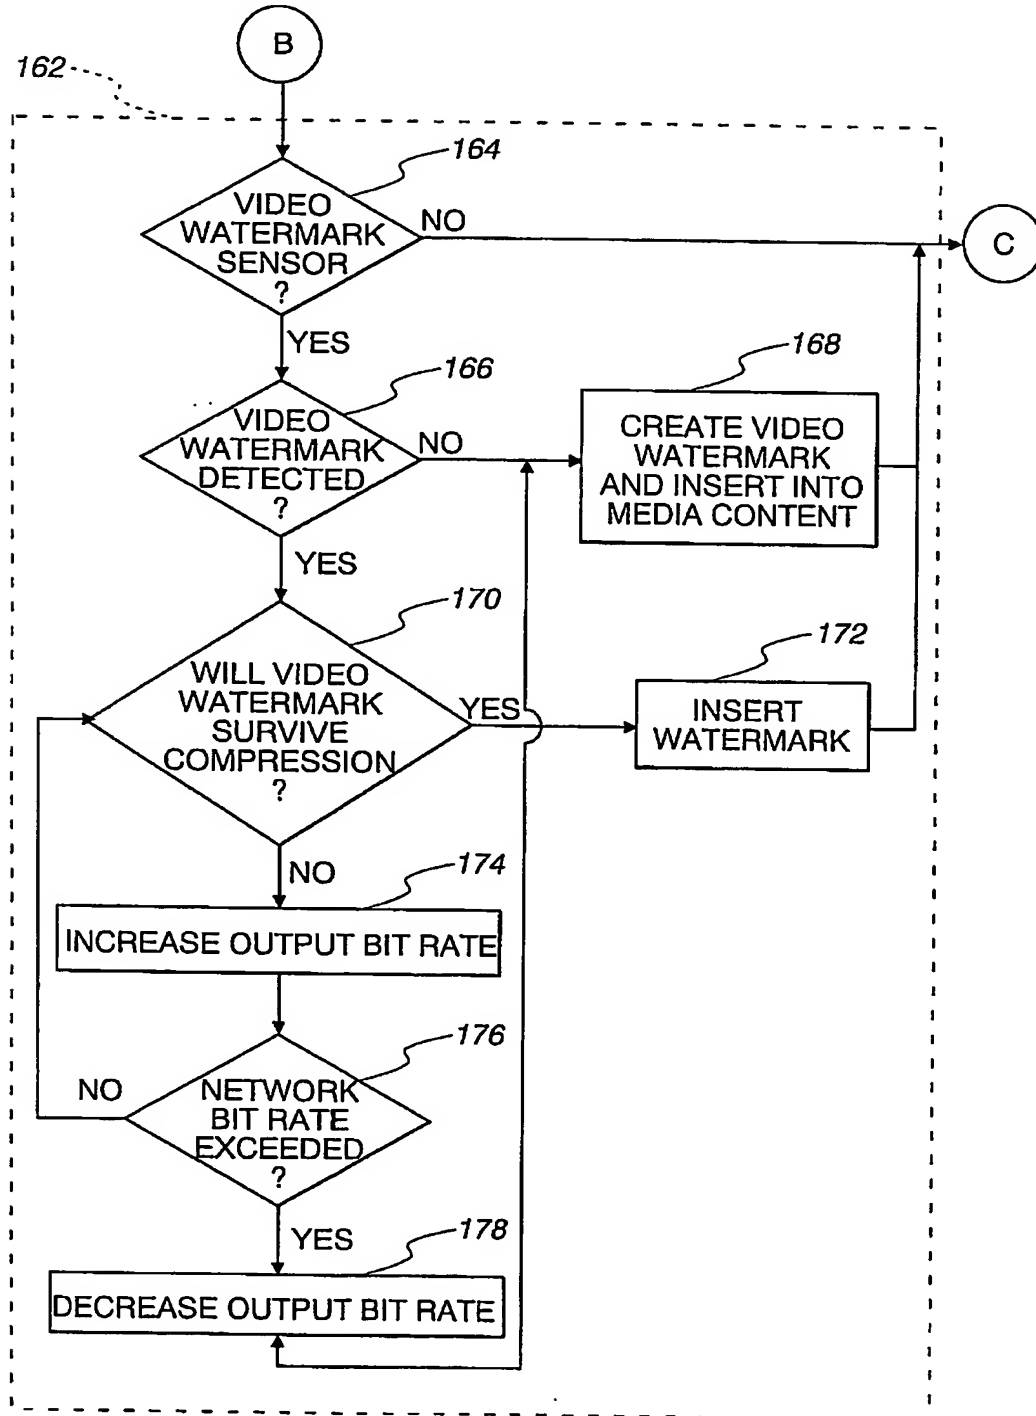 B
162
164
VIDEO
WATERMARK
SENSOR
?
NO
C
YES
166
VIDEO
WATERMARK
DETECTED
?
NO
168
CREATE VIDEO
WATERMARK
AND INSERT INTO
MEDIA CONTENT
YES
170
WILL VIDEO
WATERMARK
SURVIVE
COMPRESSION
?
YES
172
INSERT
WATERMARK
NO
174
INCREASE OUTPUT BIT RATE
176
NETWORK
BIT RATE
EXCEEDED
?
NO
YES
178
DECREASE OUTPUT BIT RATE